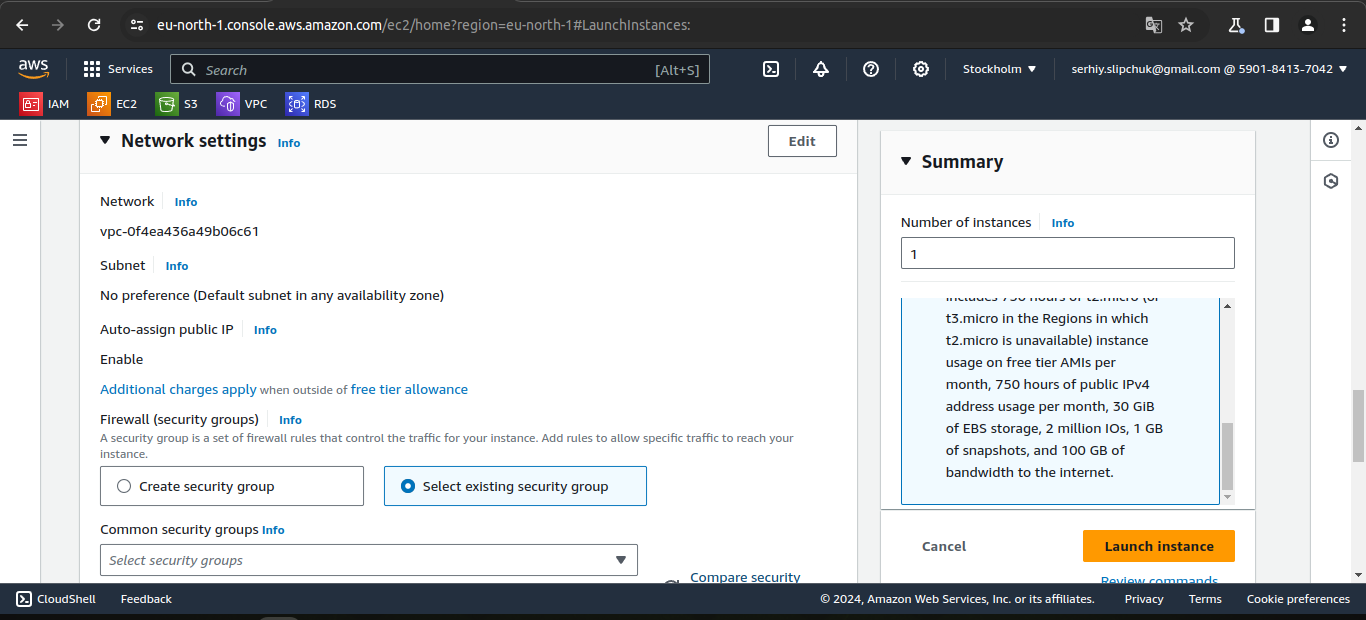 eu-north-1.console.aws.amazon.com/ec2/home?region=eu-north-1#LaunchInstances:
aws
Services
Search
[Alt+S]
Stockholm
serhiy.slipchuk@gmail.com @ 5901-8413-7042
IAM
EC2
S3
VPC
RDS
Network settings Info
Edit
Network Info
vpc-0f4ea436a49b06c61
Subnet Info
No preference (Default subnet in any availability zone)
Auto-assign public IP Info
Enable
Additional charges apply when outside of free tier allowance
Firewall (security groups) Info
A security group is a set of firewall rules that control the traffic for your instance. Add rules to allow specific traffic to reach your
instance.
Create security group
Select existing security group
Common security groups Info
Select security groups
Compare security
Summary
Number of instances Info
1
includes 750 hours of t2.micro (or
t3.micro in the Regions in which
t2.micro is unavailable) instance
usage on free tier AMIs per
month, 750 hours of public IPv4
address usage per month, 30 GiB
of EBS storage, 2 million IOs, 1 GB
of snapshots, and 100 GB of
bandwidth to the internet.
Cancel
Launch instance
Review commands
CloudShell
Feedback
© 2024, Amazon Web Services, Inc. or its affiliates.
Privacy
Terms
Cookie preferences